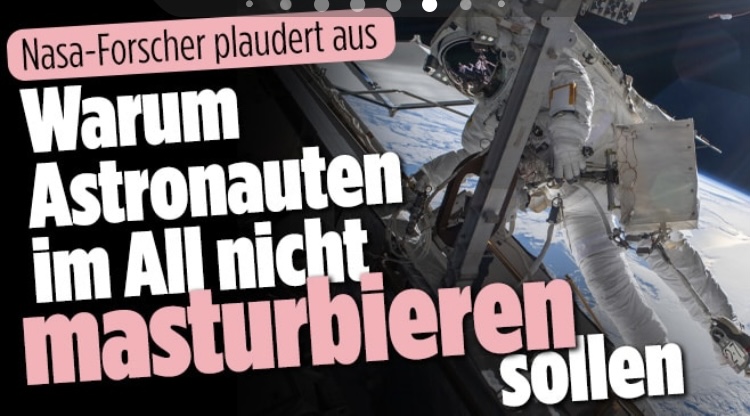 Nasa-Forscher plaudert aus
Warum
Astronauten
im All nicht
masturbieren
sollen